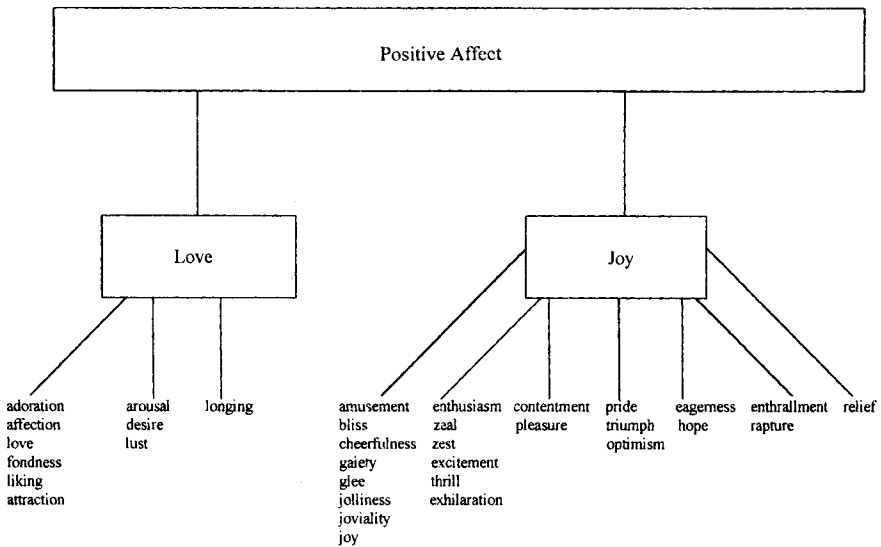 Positive Affect
Love
Joy
adoration
affection
love
fondness
liking
attraction
arousal
desire
lust
longing
amusement
bliss
cheerfulness
gaiety
glee
jolliness
joviality
joy
enthusiasm
zaal
zest
excitement
thrill
exhilaration
contentment
pleasure
pride
triumph
optimism
eagerness
hope
enthrallment
rapture
relief